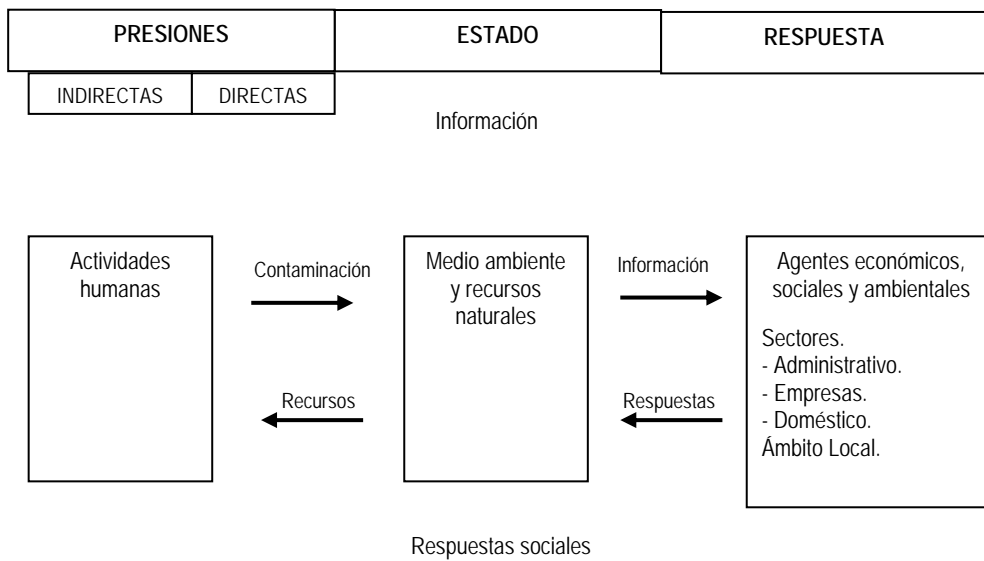 PRESIONES
ESTADO
RESPUESTA
INDIRECTAS
DIRECTAS
Información
Actividades
humanas
Contaminación
Recursos
Medio ambiente
y recursos
naturales
Información
Respuestas
Agentes económicos,
sociales y ambientales
Sectores.
- Administrativo.
- Empresas.
- Doméstico.
Ámbito Local.
Respuestas sociales